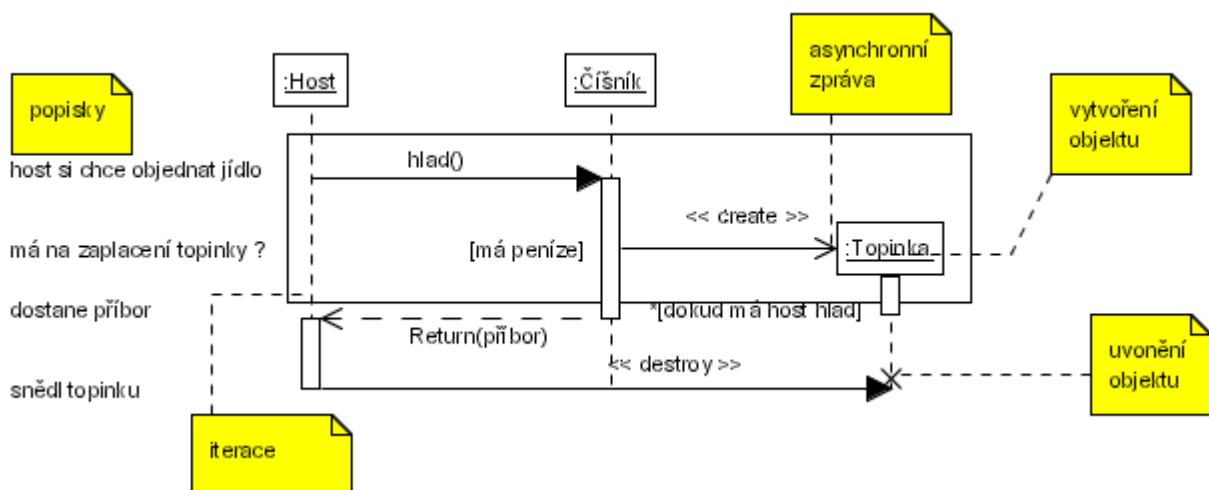 asynchronní
zpráva
:Host
:Číšník
popisky
vytvoření
objektu
host si chce objednat jídlo
hlad()
<< create >>
má na zaplacení topinky ?
[má peníze]
:Topinka
dostane příbor
*[dokud má host hlad]
Return(příbor)
<< destroy >>
uvonění
objektu
snědl topinku
iterace